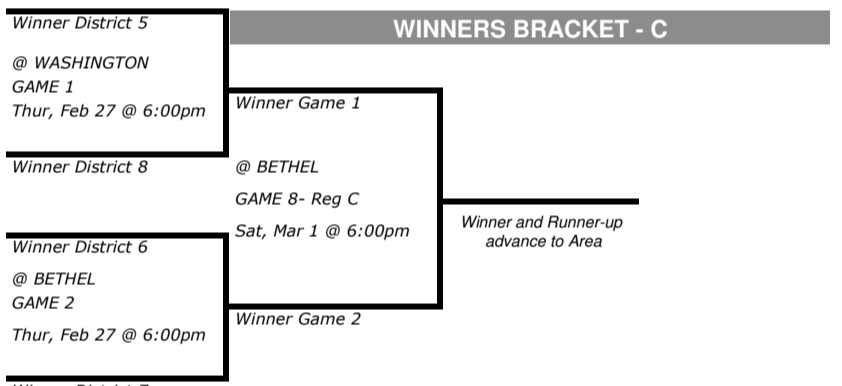 Winner District 5
WINNERS BRACKET - C
@ WASHINGTON
GAME 1
Thur, Feb 27 @ 6:00pm
Winner Game 1
Winner District 8
@ BETHEL
GAME 8- Reg C
Sat, Mar 1 @ 6:00pm
Winner and Runner-up
advance to Area
Winner District 6
@ BETHEL
GAME 2
Thur, Feb 27 @ 6:00pm
Winner Game 2